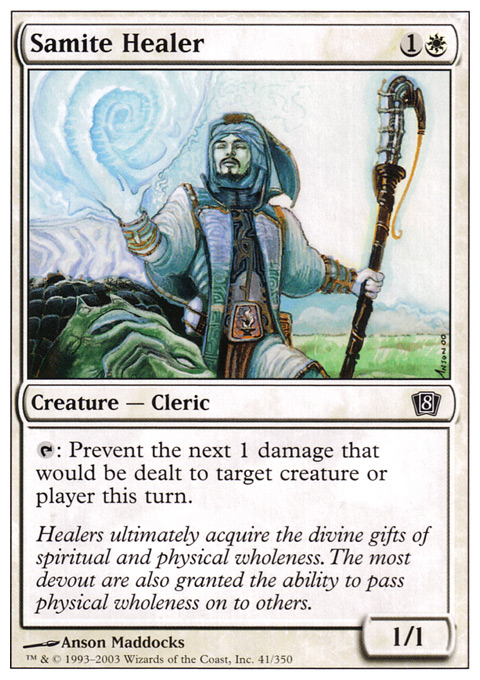 Samite Healer 1
ANSON 00
Creature — Cleric 8
: Prevent the next 1 damage that
would be dealt to target creature or
player this turn.
Healers ultimately acquire the divine gifts of
spiritual and physical wholeness. The most
devout are also granted the ability to pass
physical wholeness on to others.
Anson Maddocks
1/1
™ & © 1993–2003 Wizards of the Coast, Inc. 41/350